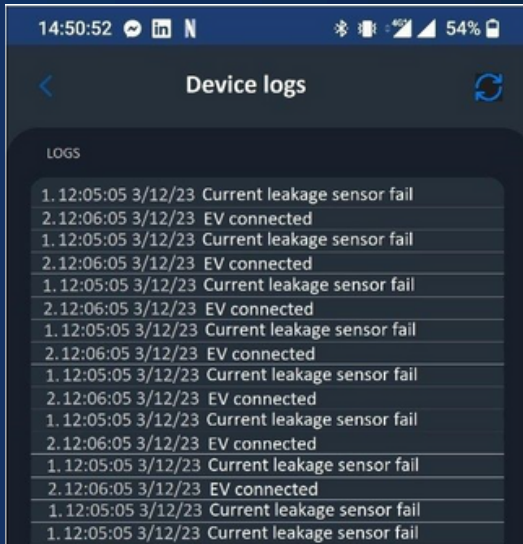 14:50:52 in N 4G 54%
Device logs
LOGS
1. 12:05:05 3/12/23 Current leakage sensor fail
2. 12:06:05 3/12/23 EV connected
1. 12:05:05 3/12/23 Current leakage sensor fail
2. 12:06:05 3/12/23 EV connected
1. 12:05:05 3/12/23 Current leakage sensor fail
2. 12:06:05 3/12/23 EV connected
1. 12:05:05 3/12/23 Current leakage sensor fail
2. 12:06:05 3/12/23 EV connected
1. 12:05:05 3/12/23 Current leakage sensor fail
2. 12:06:05 3/12/23 EV connected
1. 12:05:05 3/12/23 Current leakage sensor fail
2. 12:06:05 3/12/23 EV connected
1. 12:05:05 3/12/23 Current leakage sensor fail
2. 12:06:05 3/12/23 EV connected
1. 12:05:05 3/12/23 Current leakage sensor fail
1. 12:05:05 3/12/23 Current leakage sensor fail